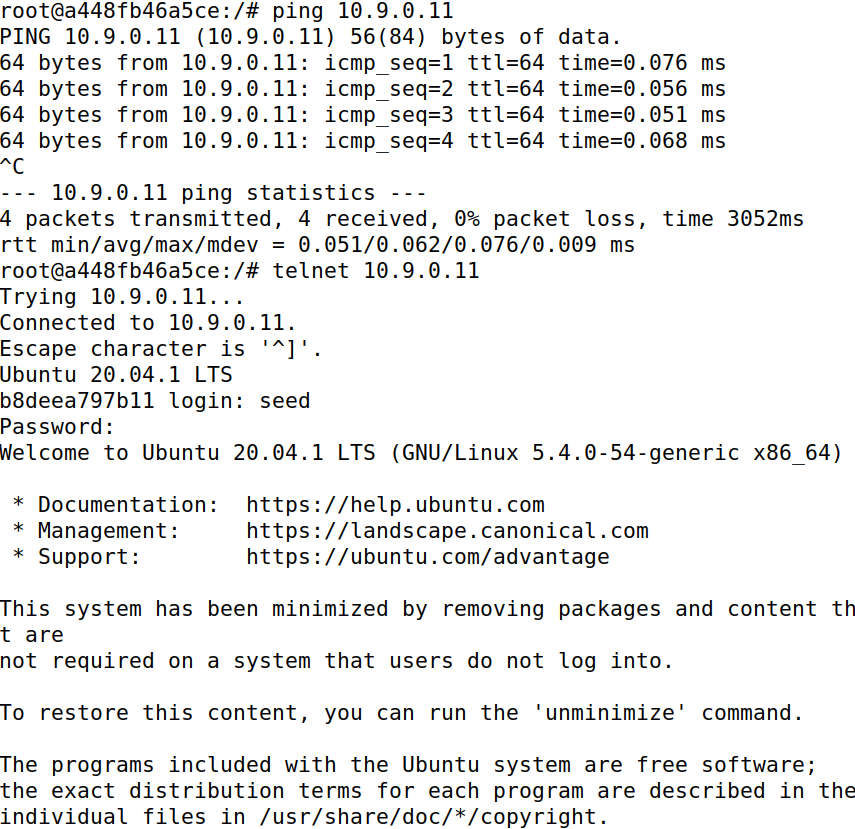 root@a448fb46a5ce:/# ping 10.9.0.11
PING 10.9.0.11 (10.9.0.11) 56(84) bytes of data.
64 bytes from 10.9.0.11: icmp_seq=1 ttl=64 time=0.076 ms
64 bytes from 10.9.0.11: icmp_seq=2 ttl=64 time=0.056 ms
64 bytes from 10.9.0.11: icmp_seq=3 ttl=64 time=0.051 ms
64 bytes from 10.9.0.11: icmp_seq=4 ttl=64 time=0.068 ms
^C
--- 10.9.0.11 ping statistics ---
4 packets transmitted, 4 received, 0% packet loss, time 3052ms
rtt min/avg/max/mdev = 0.051/0.062/0.076/0.009 ms
root@a448fb46a5ce:/# telnet 10.9.0.11
Trying 10.9.0.11...
Connected to 10.9.0.11.
Escape character is '^]'.
Ubuntu 20.04.1 LTS
b8deea797b11 login: seed
Password:
Welcome to Ubuntu 20.04.1 LTS (GNU/Linux 5.4.0-54-generic x86_64)
 * Documentation:  https://help.ubuntu.com
 * Management:     https://landscape.canonical.com
 * Support:        https://ubuntu.com/advantage
This system has been minimized by removing packages and content th
t are
not required on a system that users do not log into.
To restore this content, you can run the 'unminimize' command.
The programs included with the Ubuntu system are free software;
the exact distribution terms for each program are described in the
individual files in /usr/share/doc/*/copyright.